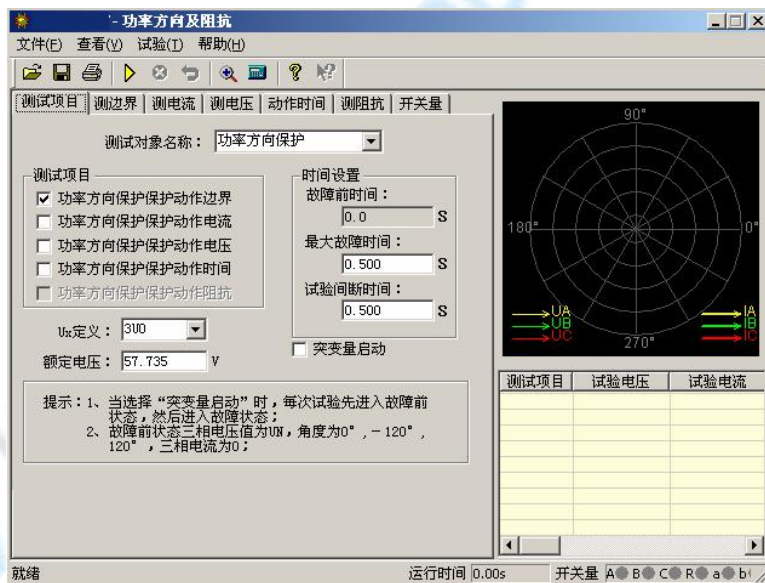 - 功率方向及阻抗
文件(F) 查看(V) 试验(T) 帮助(H)
测试项目 测边界 测电流 测电压 动作时间 测阻抗 开关量
测试对象名称： 功率方向保护
测试项目
功率方向保护保护动作边界
功率方向保护保护动作电流
功率方向保护保护动作电压
功率方向保护保护动作时间
功率方向保护保护动作阻抗
时间设置
故障前时间：
0.0 S
最大故障时间：
0.500 S
试验间断时间：
0.500 S
Ux定义： 3U0
突变量启动
额定电压： 57.735 V
提示：1、当选择“突变量启动”时，每次试验先进入故障前
状态，然后进入故障状态；
2、故障前状态三相电压值为UN，角度为0°，－120°，
120°，三相电流为0；
90°
180° 0°
270°
UA IA
UB IB
UC IC
测试项目 试验电压 试验电流
就绪 运行时间 0.00s 开关量 A B C R a b